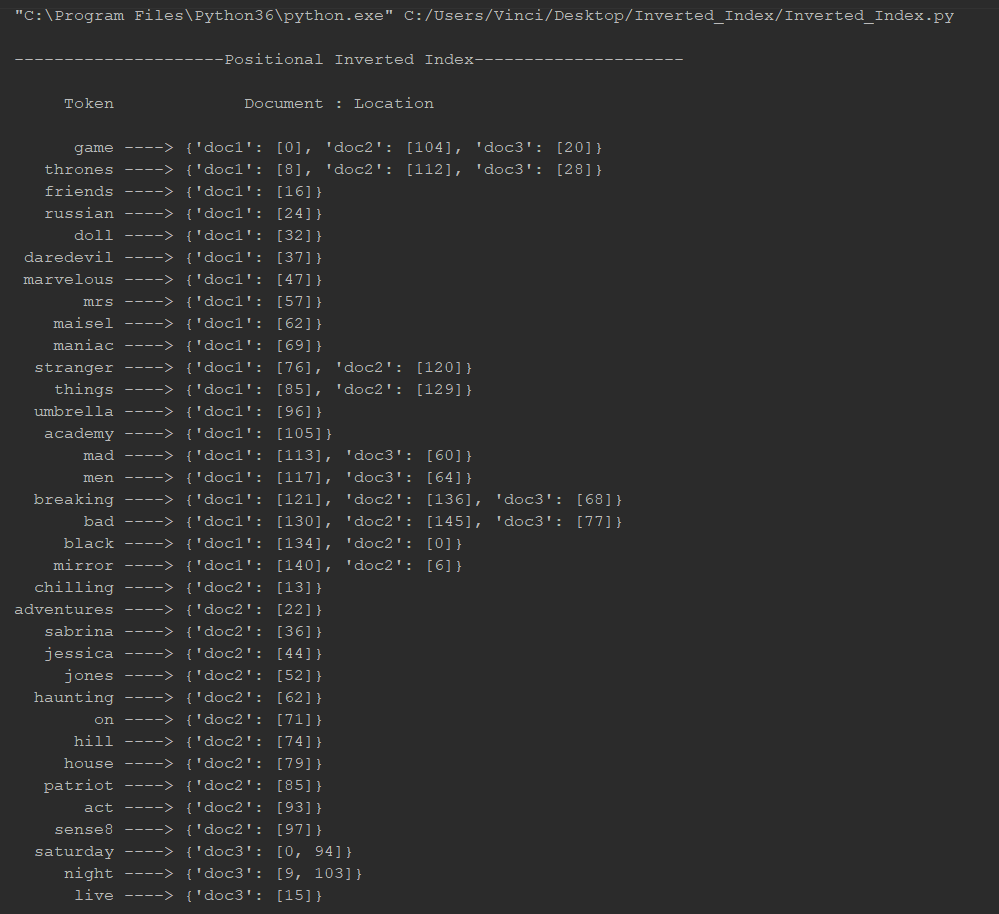 "C:\Program Files\Python36\python.exe" C:/Users/Vinci/Desktop/Inverted_Index/Inverted_Index.py
---------------------Positional Inverted Index---------------------
Token Document : Location
game ----> {'doc1': [0], 'doc2': [104], 'doc3': [20]}
thrones ----> {'doc1': [8], 'doc2': [112], 'doc3': [28]}
friends ----> {'doc1': [16]}
russian ----> {'doc1': [24]}
doll ----> {'doc1': [32]}
daredevil ----> {'doc1': [37]}
marvelous ----> {'doc1': [47]}
mrs ----> {'doc1': [57]}
maisel ----> {'doc1': [62]}
maniac ----> {'doc1': [69]}
stranger ----> {'doc1': [76], 'doc2': [120]}
things ----> {'doc1': [85], 'doc2': [129]}
umbrella ----> {'doc1': [96]}
academy ----> {'doc1': [105]}
mad ----> {'doc1': [113], 'doc3': [60]}
men ----> {'doc1': [117], 'doc3': [64]}
breaking ----> {'doc1': [121], 'doc2': [136], 'doc3': [68]}
bad ----> {'doc1': [130], 'doc2': [145], 'doc3': [77]}
black ----> {'doc1': [134], 'doc2': [0]}
mirror ----> {'doc1': [140], 'doc2': [6]}
chilling ----> {'doc2': [13]}
adventures ----> {'doc2': [22]}
sabrina ----> {'doc2': [36]}
jessica ----> {'doc2': [44]}
jones ----> {'doc2': [52]}
haunting ----> {'doc2': [62]}
on ----> {'doc2': [71]}
hill ----> {'doc2': [74]}
house ----> {'doc2': [79]}
patriot ----> {'doc2': [85]}
act ----> {'doc2': [93]}
sense8 ----> {'doc2': [97]}
saturday ----> {'doc3': [0, 94]}
night ----> {'doc3': [9, 103]}
live ----> {'doc3': [15]}